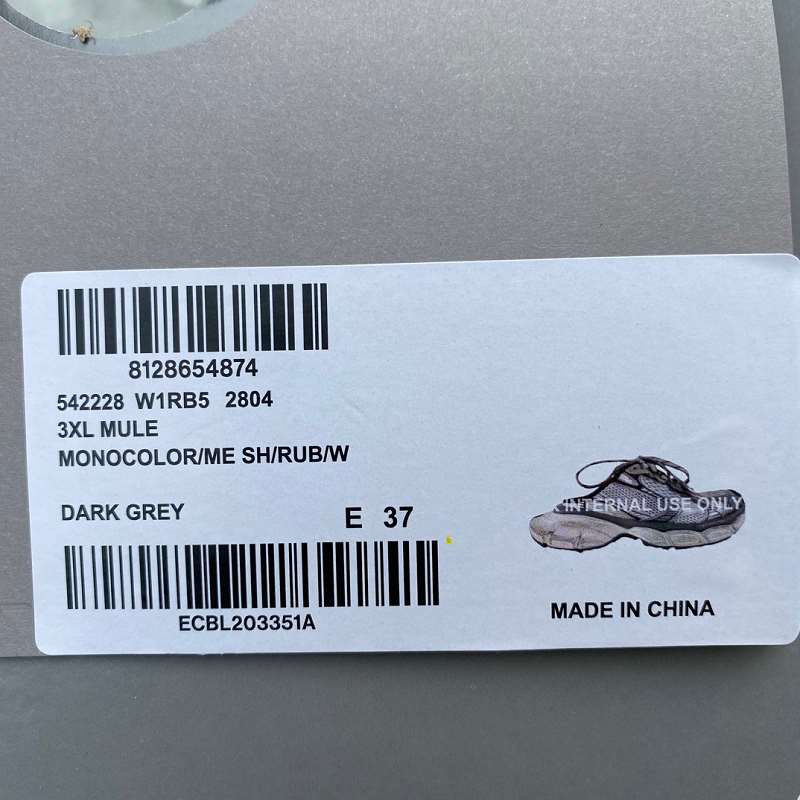 8128654874
542228 W1RB5 2804
3XL MULE
MONOCOLOR/ME SH/RUB/W
DARK GREY
E 37
INTERNAL USE ONLY
ECBL203351A
MADE IN CHINA